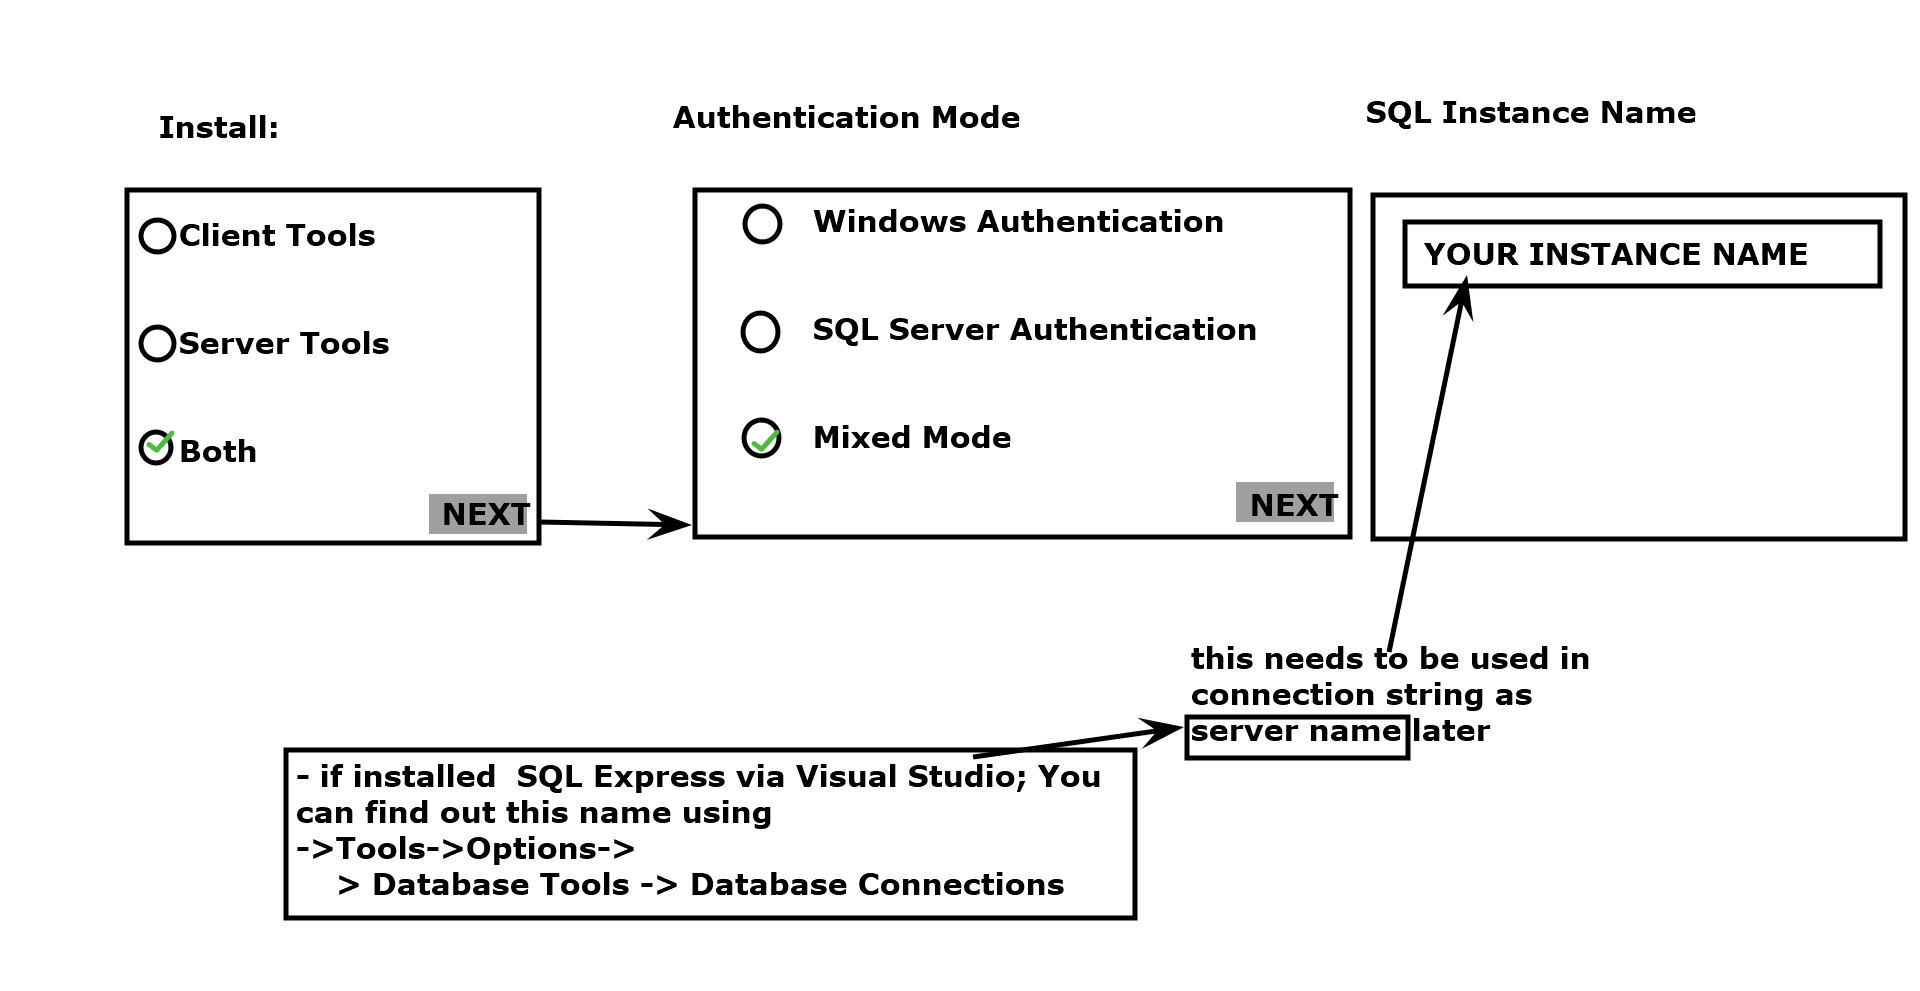 Install:
Authentication Mode
SQL Instance Name
Client Tools
Server Tools
Both
NEXT
Windows Authentication
SQL Server Authentication
Mixed Mode
NEXT
YOUR INSTANCE NAME
this needs to be used in
connection string as
server name later
- if installed  SQL Express via Visual Studio; You
can find out this name using
->Tools->Options->
    > Database Tools -> Database Connections